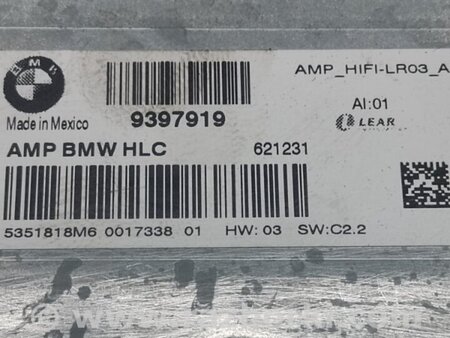 BMW
AMP_HIFI-LR03_A
Made in Mexico
9397919
AI:01
LEAR
AMP BMW HLC
621231
5351818M6 0017338 01 HW: 03 SW:C2.2